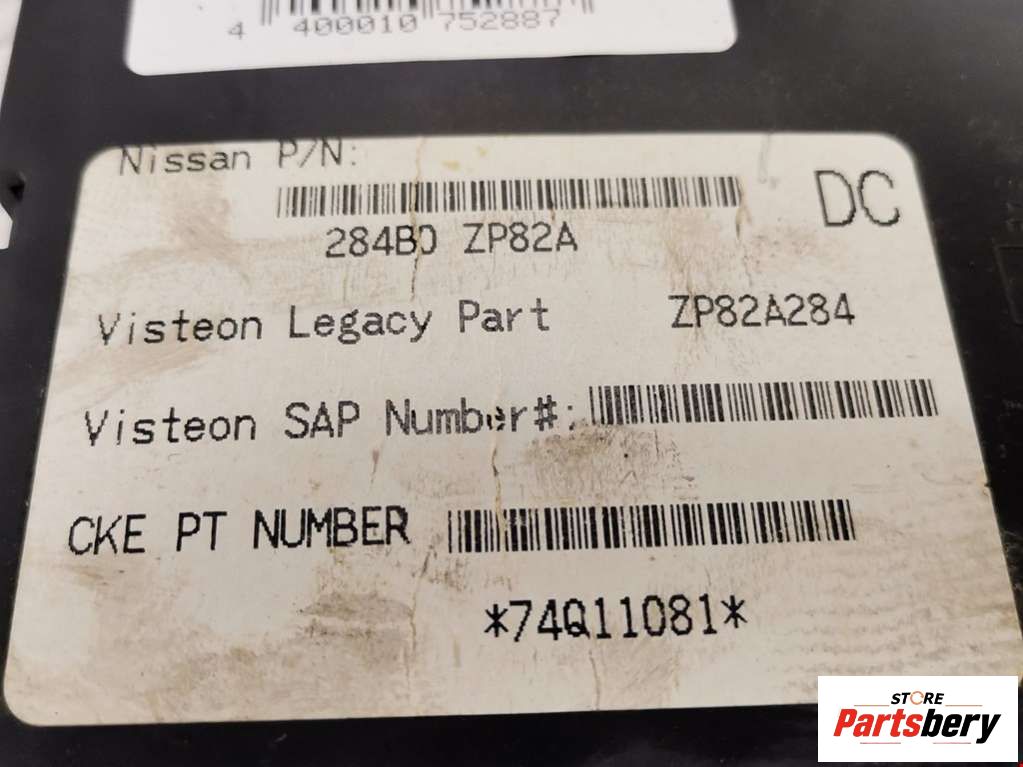 4 400010 752887
Nissan P/N:
DC
284B0 ZP82A
Visteon Legacy Part ZP82A284
Visteon SAP Number#:
CKE PT NUMBER
*74Q11081*
STORE
Partsbery